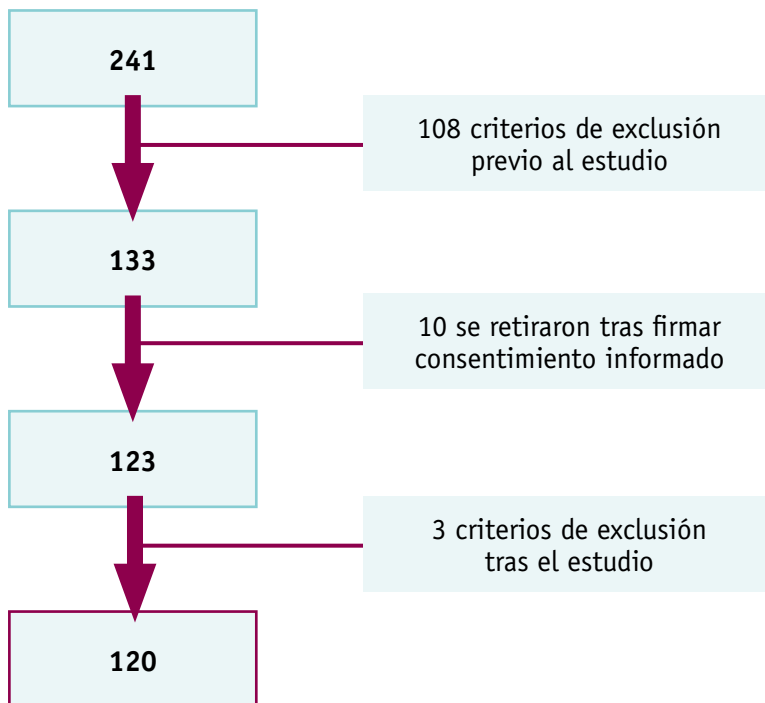 241
108 criterios de exclusión
previo al estudio
133
10 se retiraron tras firmar
consentimiento informado
123
3 criterios de exclusión
tras el estudio
120